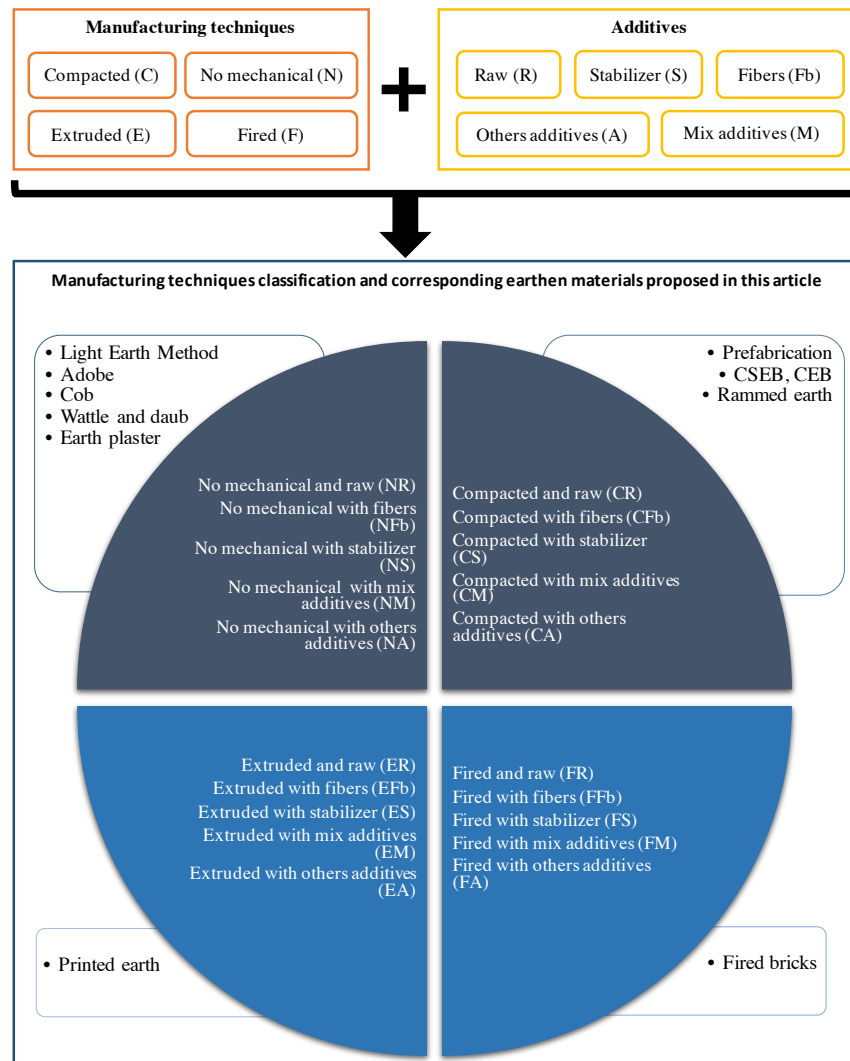 Manufacturing techniques
Compacted (C)
No mechanical (N)
Extruded (E)
Fired (F)
Additives
Raw (R)
Stabilizer (S)
Fibers (Fb)
Others additives (A)
Mix additives (M)
Manufacturing techniques classification and corresponding earthen materials proposed in this article
• Light Earth Method
• Adobe
• Cob
• Wattle and daub
• Earth plaster
• Prefabrication
• CSEB, CEB
• Rammed earth
No mechanical and raw (NR)
No mechanical with fibers
(NFb)
No mechanical with stabilizer
(NS)
No mechanical with mix
additives (NM)
No mechanical with others
additives (NA)
Compacted and raw (CR)
Compacted with fibers (CFb)
Compacted with stabilizer
(CS)
Compacted with mix additives
(CM)
Compacted with others
additives (CA)
Extruded and raw (ER)
Extruded with fibers (EFb)
Extruded with stabilizer (ES)
Extruded with mix additives
(EM)
Extruded with others additives
(EA)
Fired and raw (FR)
Fired with fibers (FFb)
Fired with stabilizer (FS)
Fired with mix additives (FM)
Fired with others additives
(FA)
• Printed earth
• Fired bricks